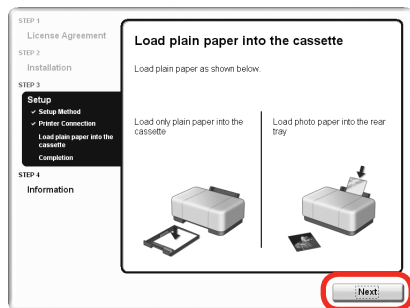 STEP 1
License Agreement
STEP 2
Installation
STEP 3
Setup
✓ Setup Method
✓ Printer Connection
Load plain paper into the
cassette
Completion
STEP 4
Information
Load plain paper into the cassette
Load plain paper as shown below.
Load only plain paper into the
cassette
Load photo paper into the rear
tray
Next